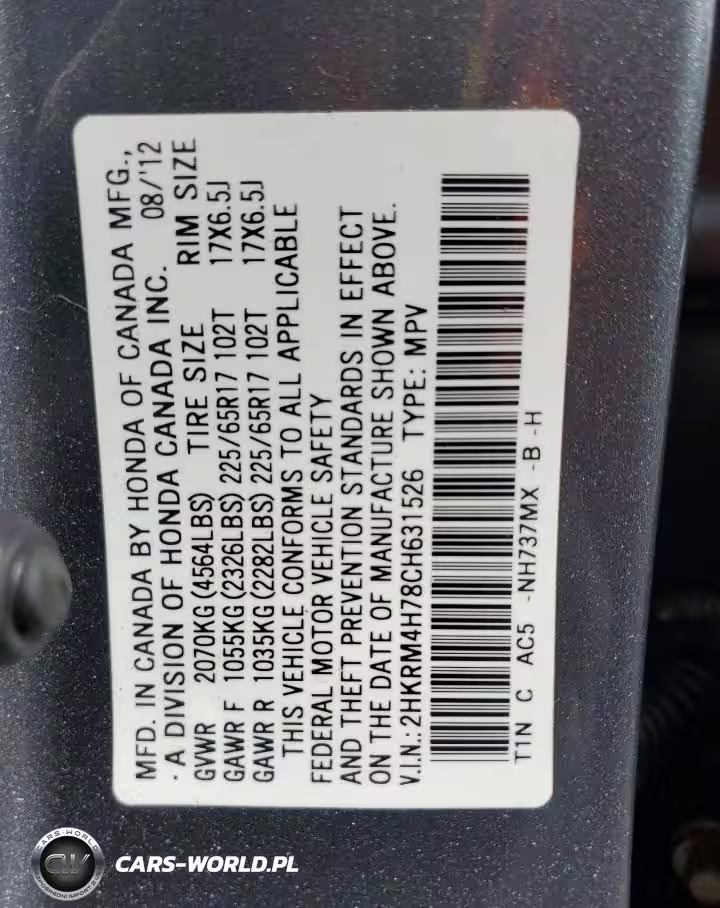 MFD. IN CANADA BY HONDA OF CANADA MFG.,
· A DIVISION OF HONDA CANADA INC. 08/'12
GVWR 2070KG(4564LBS) TIRE SIZE RIM SIZE
GAWR F 1055KG(2326LBS) 225/65R17 102T 17X6.5J
GAWR R 1035KG(2282LBS) 225/65R17 102T 17X6.5J
THIS VEHICLE CONFORMS TO ALL APPLICABLE
FEDERAL MOTOR VEHICLE SAFETY
AND THEFT PREVENTION STANDARDS IN EFFECT
ON THE DATE OF MANUFACTURE SHOWN ABOVE.
V.I.N.: 2HKRM4H78CH631526 TYPE: MPV
T1N C AC5 -NH737MX -B -H
CARS-WORLD
CW
CARS-WORLD.PL